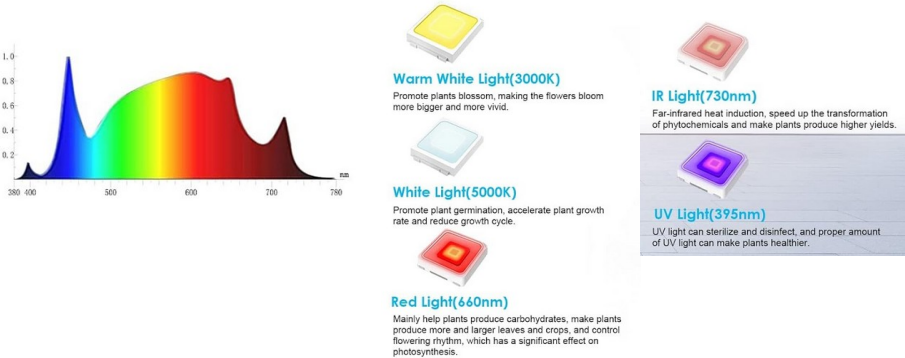 1.0
0.8
0.6
0.4
0.2
380 400 500 600 700 780
nm
Warm White Light(3000K)
Promote plants blossom, making the flowers bloom
more bigger and more vivid.
White Light(5000K)
Promote plant germination, accelerate plant growth
rate and reduce growth cycle.
Red Light(660nm)
Mainly help plants produce carbohydrates, make plants
produce more and larger leaves and crops, and control
flowering rhythm, which has a significant effect on
photosynthesis.
IR Light(730nm)
Far-infrared heat induction, speed up the transformation
of phytochemicals and make plants produce higher yields.
UV Light(395nm)
UV light can sterilize and disinfect, and proper amount
of UV light can make plants healthier.